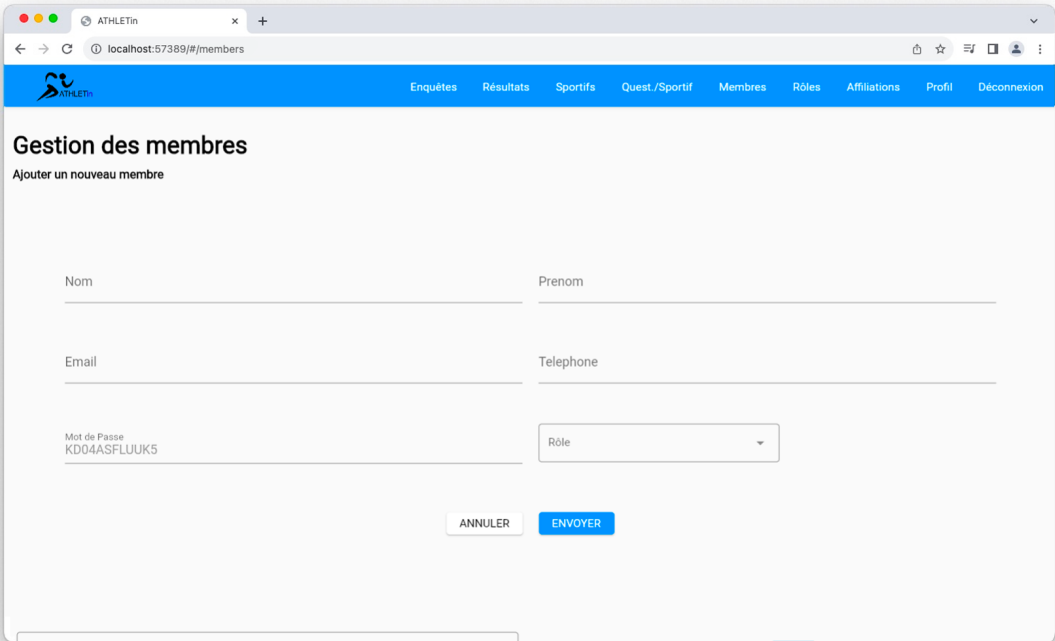 ATHLETin
localhost:57389/#/members
ATHLETin
Enquêtes Résultats Sportifs Quest./Sportif Membres Rôles Affiliations Profil Déconnexion
Gestion des membres
Ajouter un nouveau membre
Nom Prenom
Email Telephone
Mot de Passe
KD04ASFLUUK5
Rôle
ANNULER ENVOYER